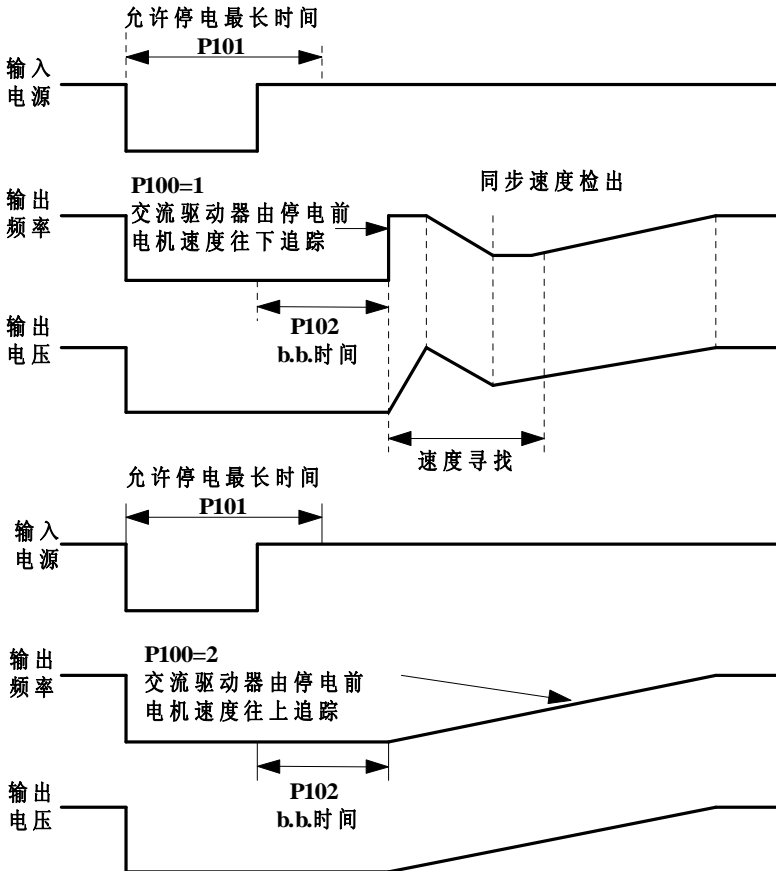 允许停电最长时间
P101
输入
电源
P100=1
交流驱动器由停电前
电机速度往下追踪
同步速度检出
输出
频率
P102
b.b.时间
输出
电压
速度寻找
允许停电最长时间
P101
输入
电源
P100=2
交流驱动器由停电前
电机速度往上追踪
输出
频率
P102
b.b.时间
输出
电压